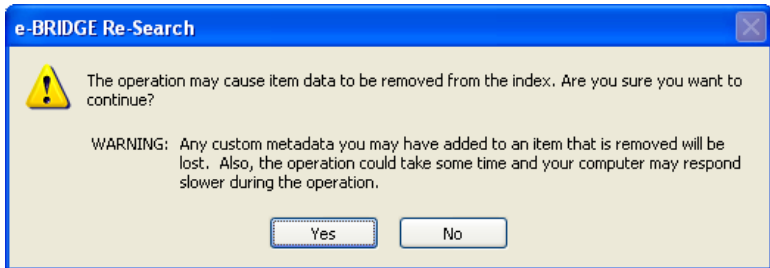 e-BRIDGE Re-Search
The operation may cause item data to be removed from the index. Are you sure you want to
continue?
WARNING: Any custom metadata you may have added to an item that is removed will be
lost. Also, the operation could take some time and your computer may respond
slower during the operation.
Yes No